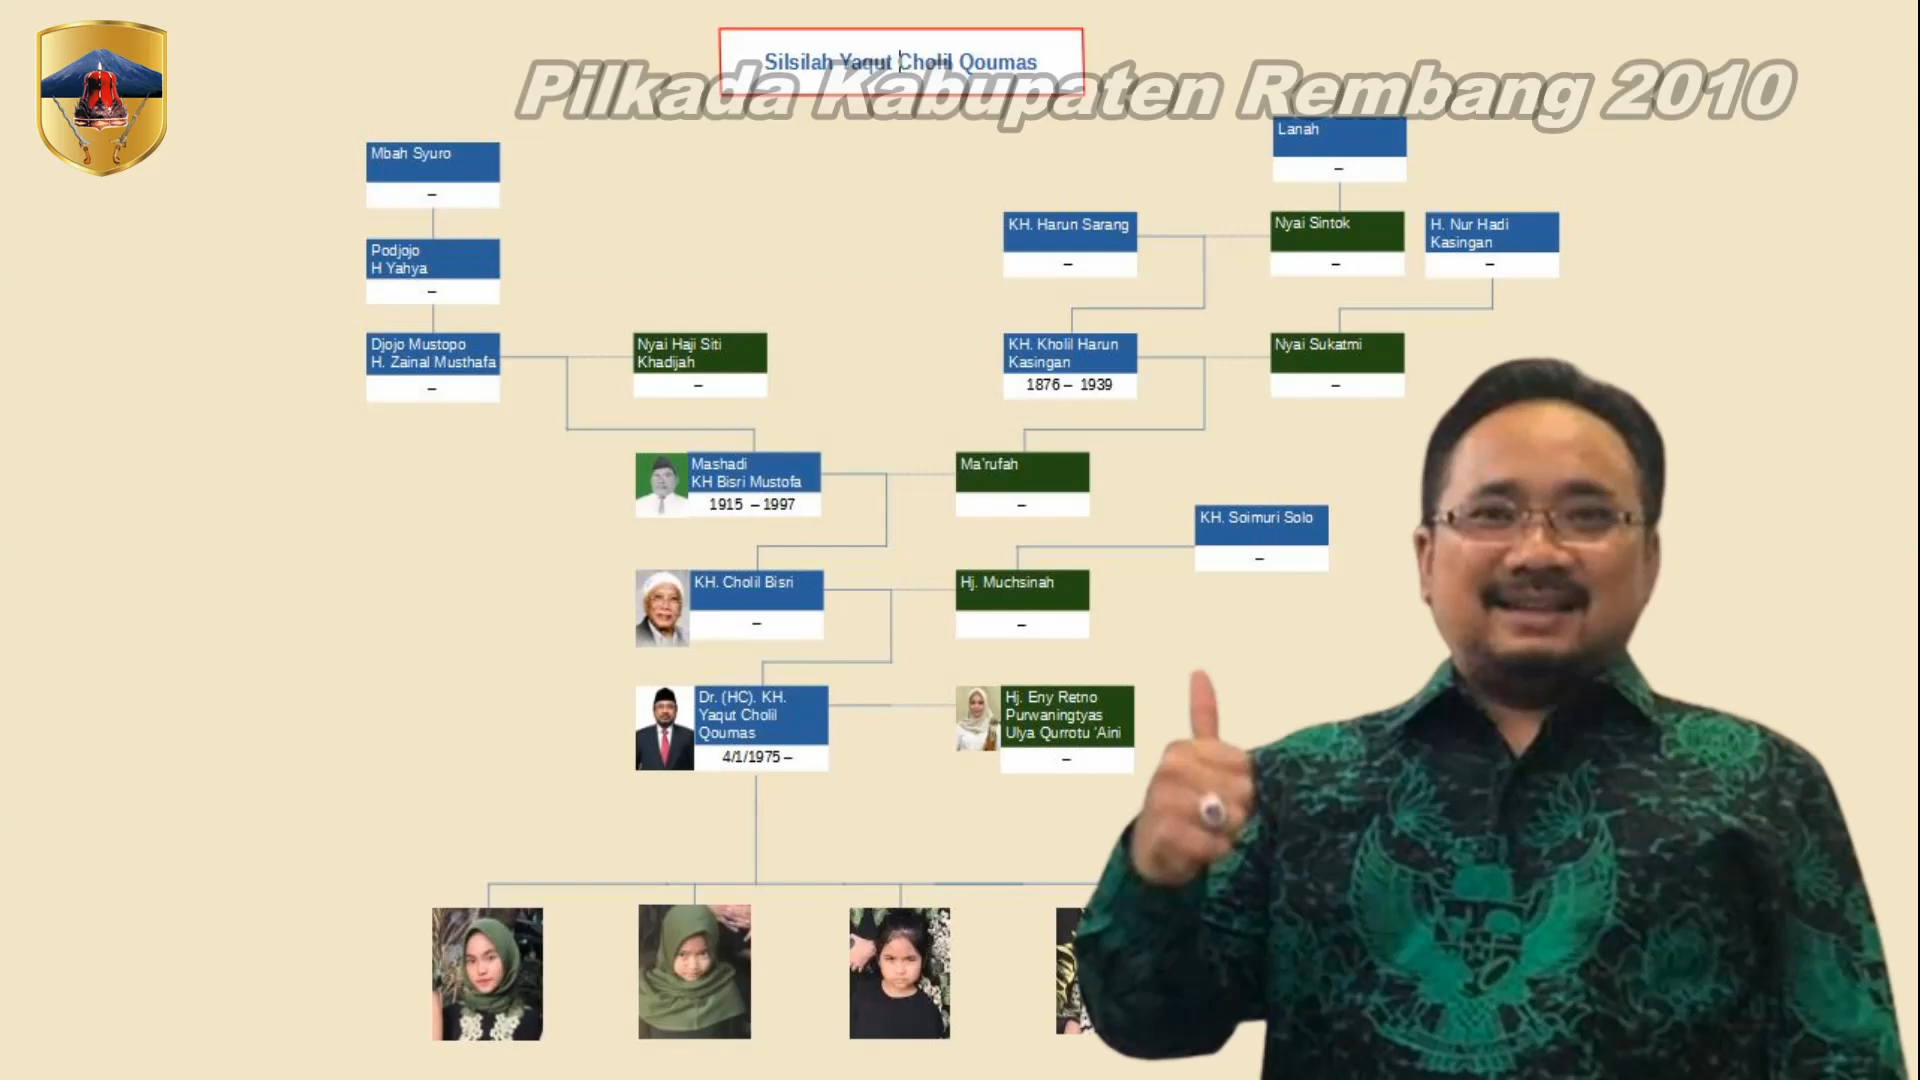 Silsilah Yaqut Cholil Qoumas
Pilkada Kabupaten Rembang 2010
Lanah
–
Mbah Syuro
–
KH. Harun Sarang
–
Nyai Sintok
–
H. Nur Hadi
Kasingan
–
Podjojo
H Yahya
–
Djojo Mustopo
H. Zainal Musthafa
–
Nyai Haji Siti
Khadijah
–
KH. Kholil Harun
Kasingan
1876 – 1939
Nyai Sukatmi
–
Mashadi
KH Bisri Mustofa
1915 – 1997
Ma'rufah
–
KH. Soimuri Solo
–
KH. Cholil Bisri
–
Hj. Muchsinah
–
Dr. (HC). KH.
Yaqut Cholil
Qoumas
4/1/1975 –
Hj. Eny Retno
Purwaningtyas
Ulya Qurrotu 'Aini
–